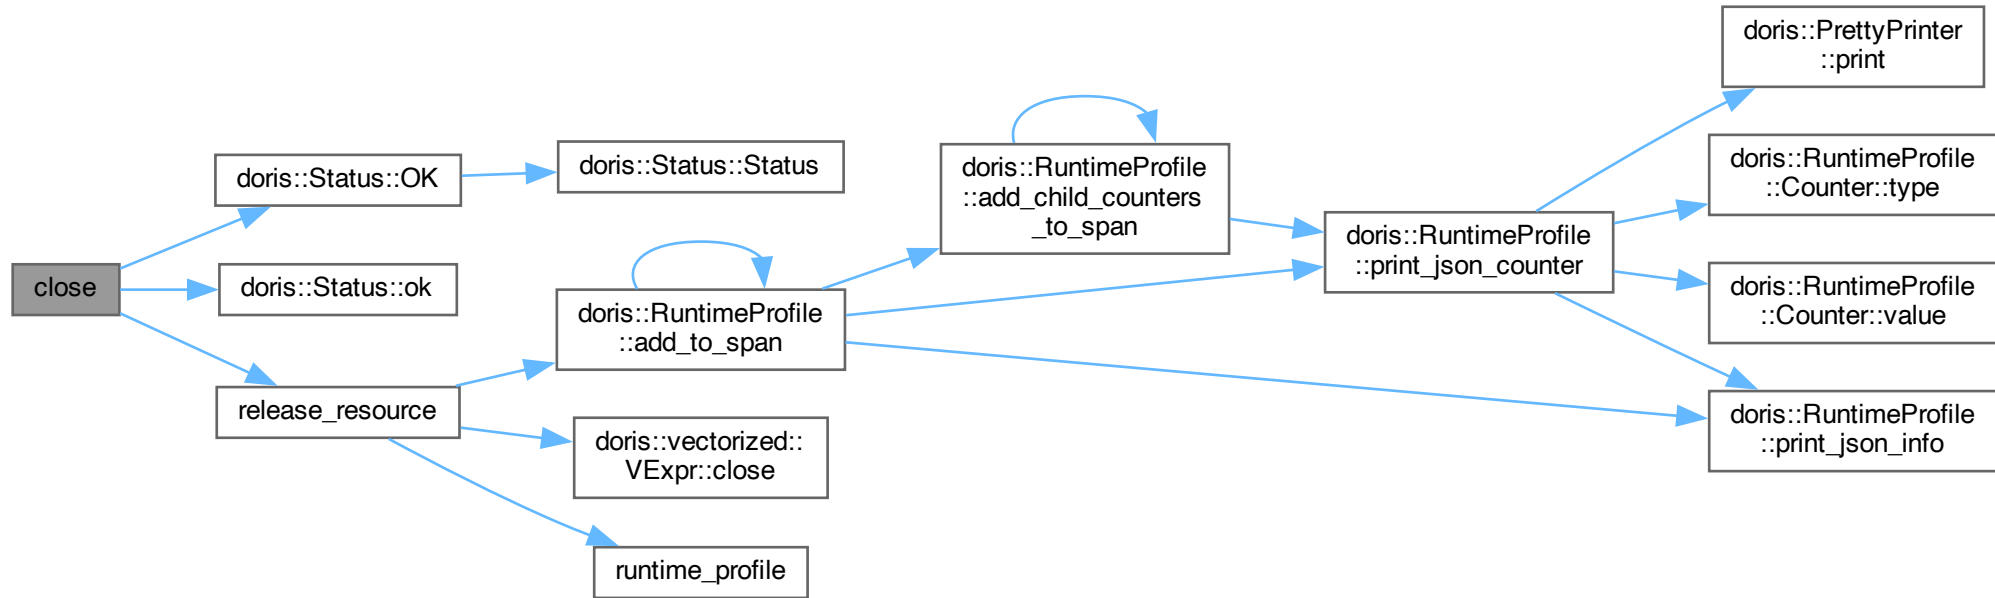 close
doris::Status::OK
doris::Status::ok
release_resource
doris::Status::Status
doris::RuntimeProfile
::add_to_span
doris::vectorized::
VExpr::close
runtime_profile
doris::RuntimeProfile
::add_child_counters
_to_span
doris::RuntimeProfile
::print_json_counter
doris::PrettyPrinter
::print
doris::RuntimeProfile
::Counter::type
doris::RuntimeProfile
::Counter::value
doris::RuntimeProfile
::print_json_info